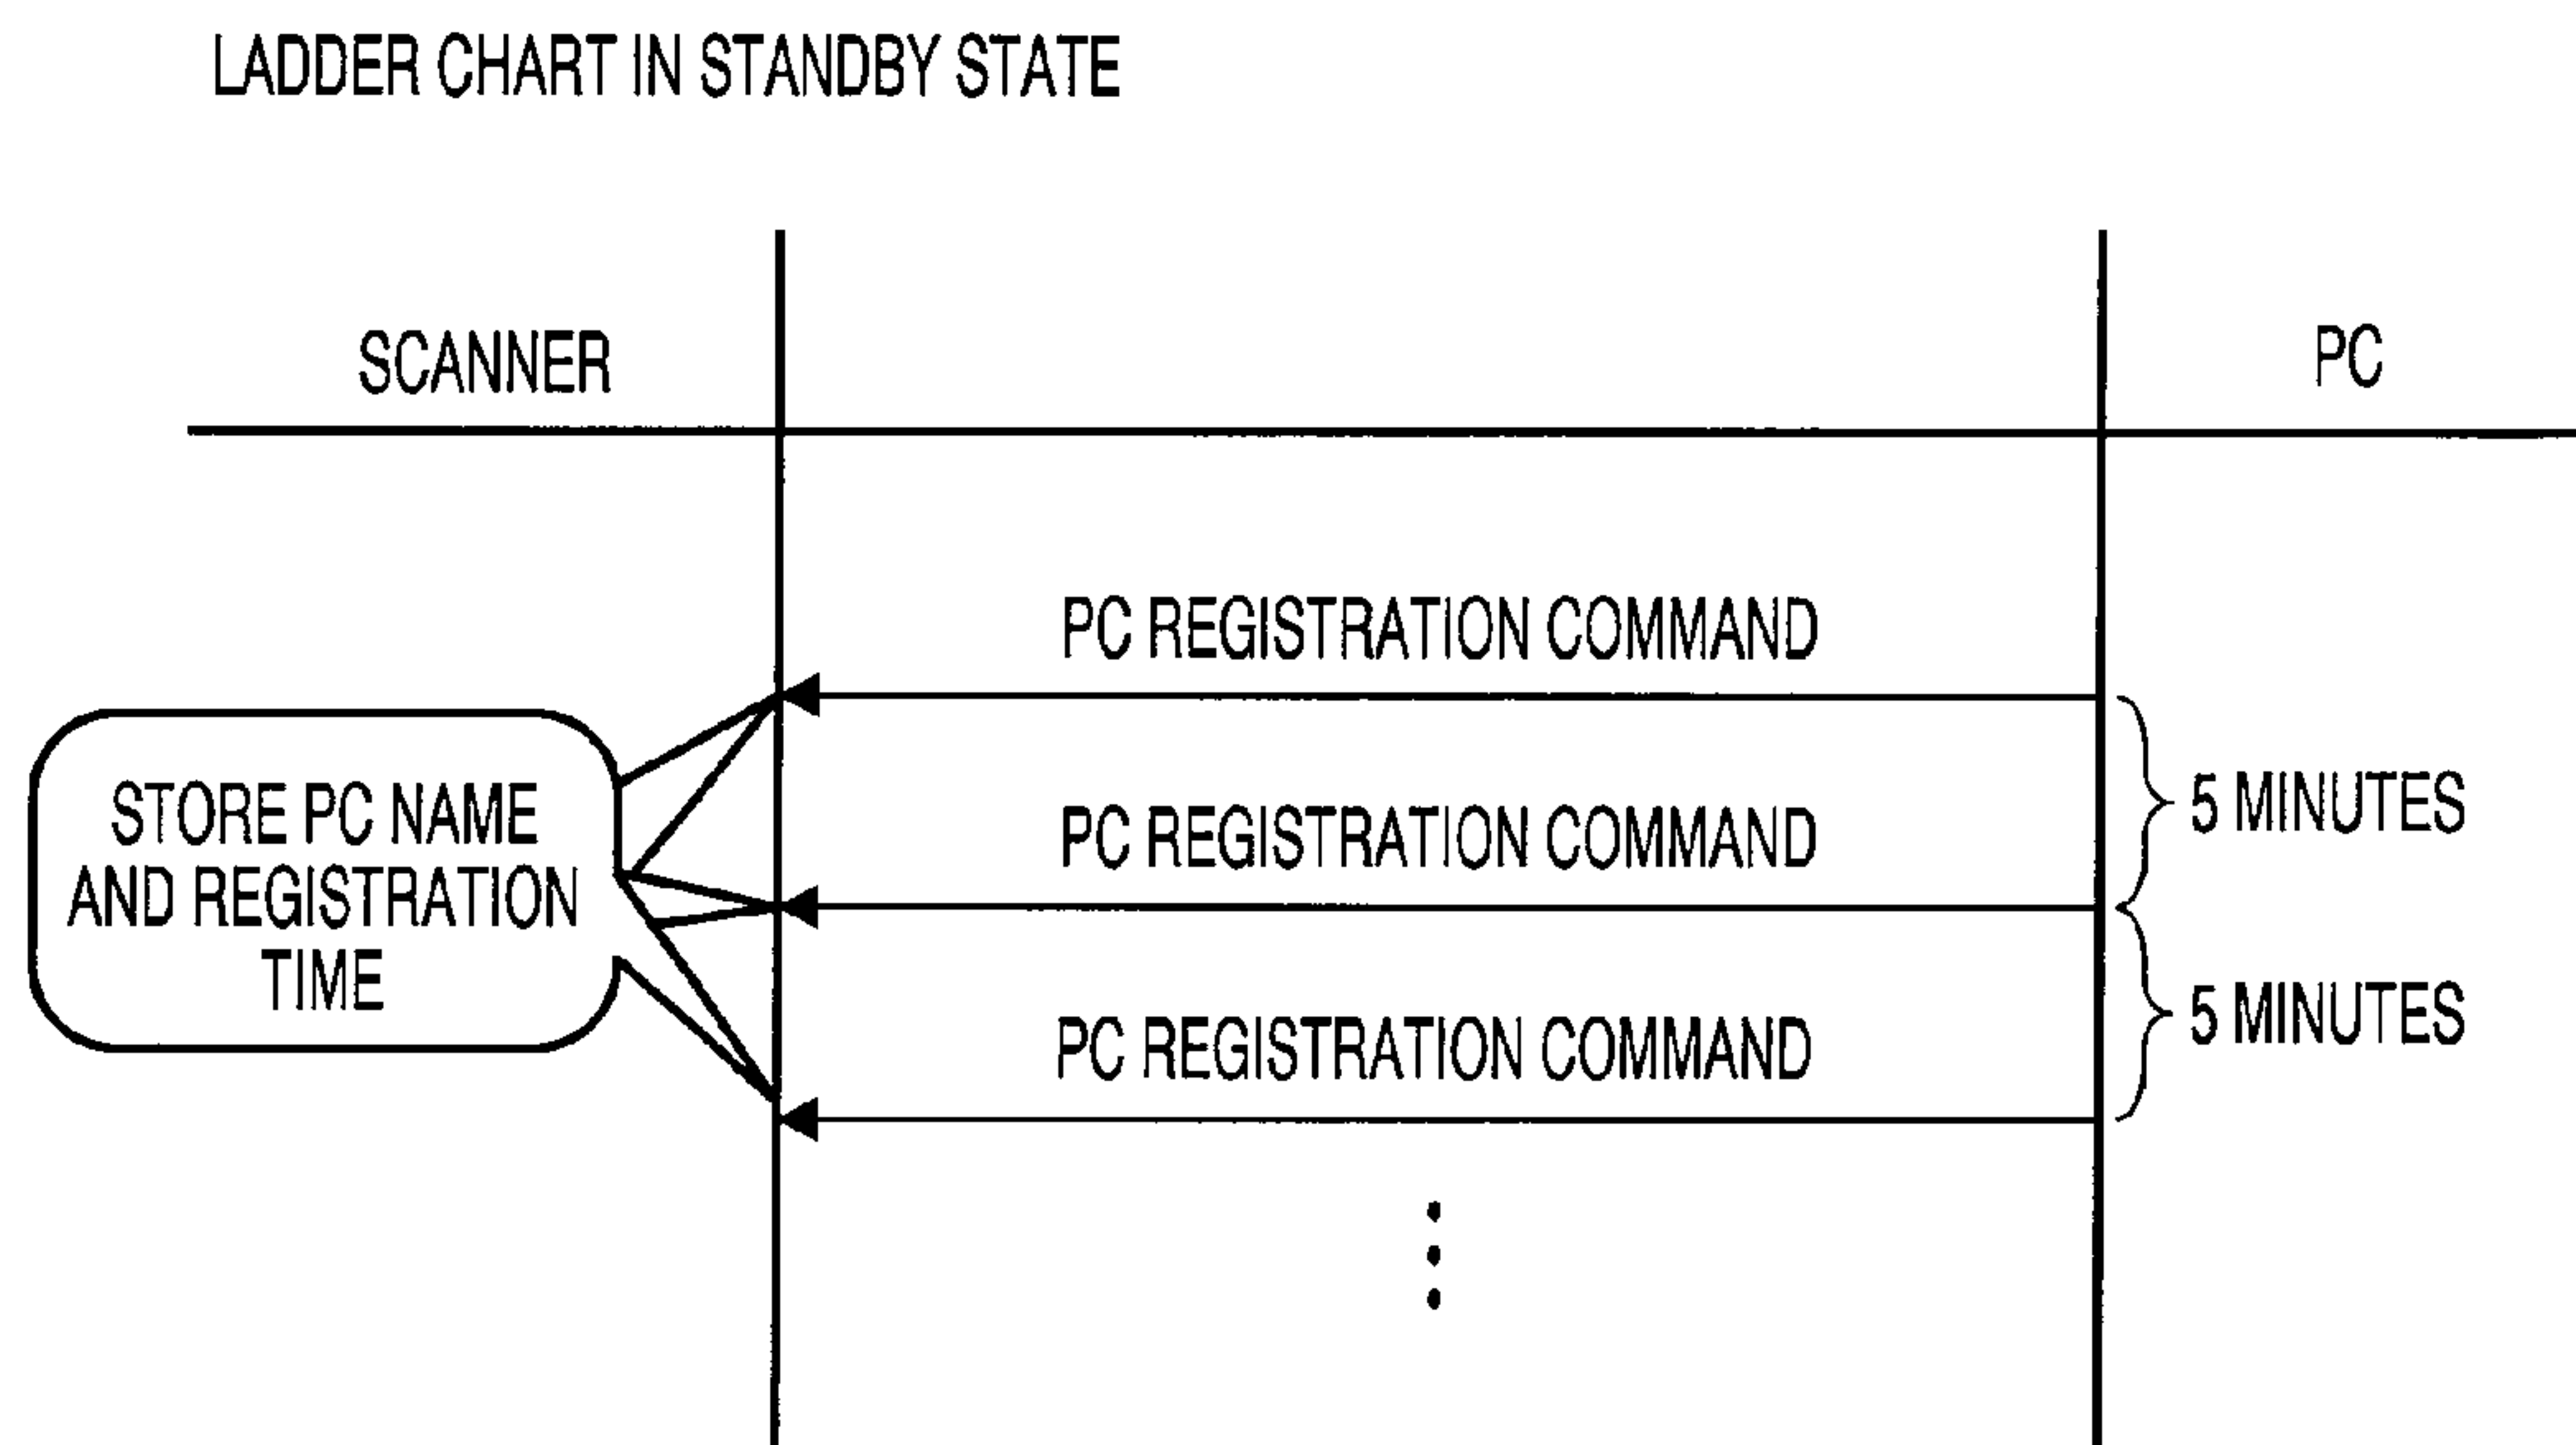 LADDER CHART IN STANDBY STATE
SCANNER
PC
PC REGISTRATION COMMAND
STORE PC NAME
AND REGISTRATION
TIME
PC REGISTRATION COMMAND
5 MINUTES
PC REGISTRATION COMMAND
5 MINUTES